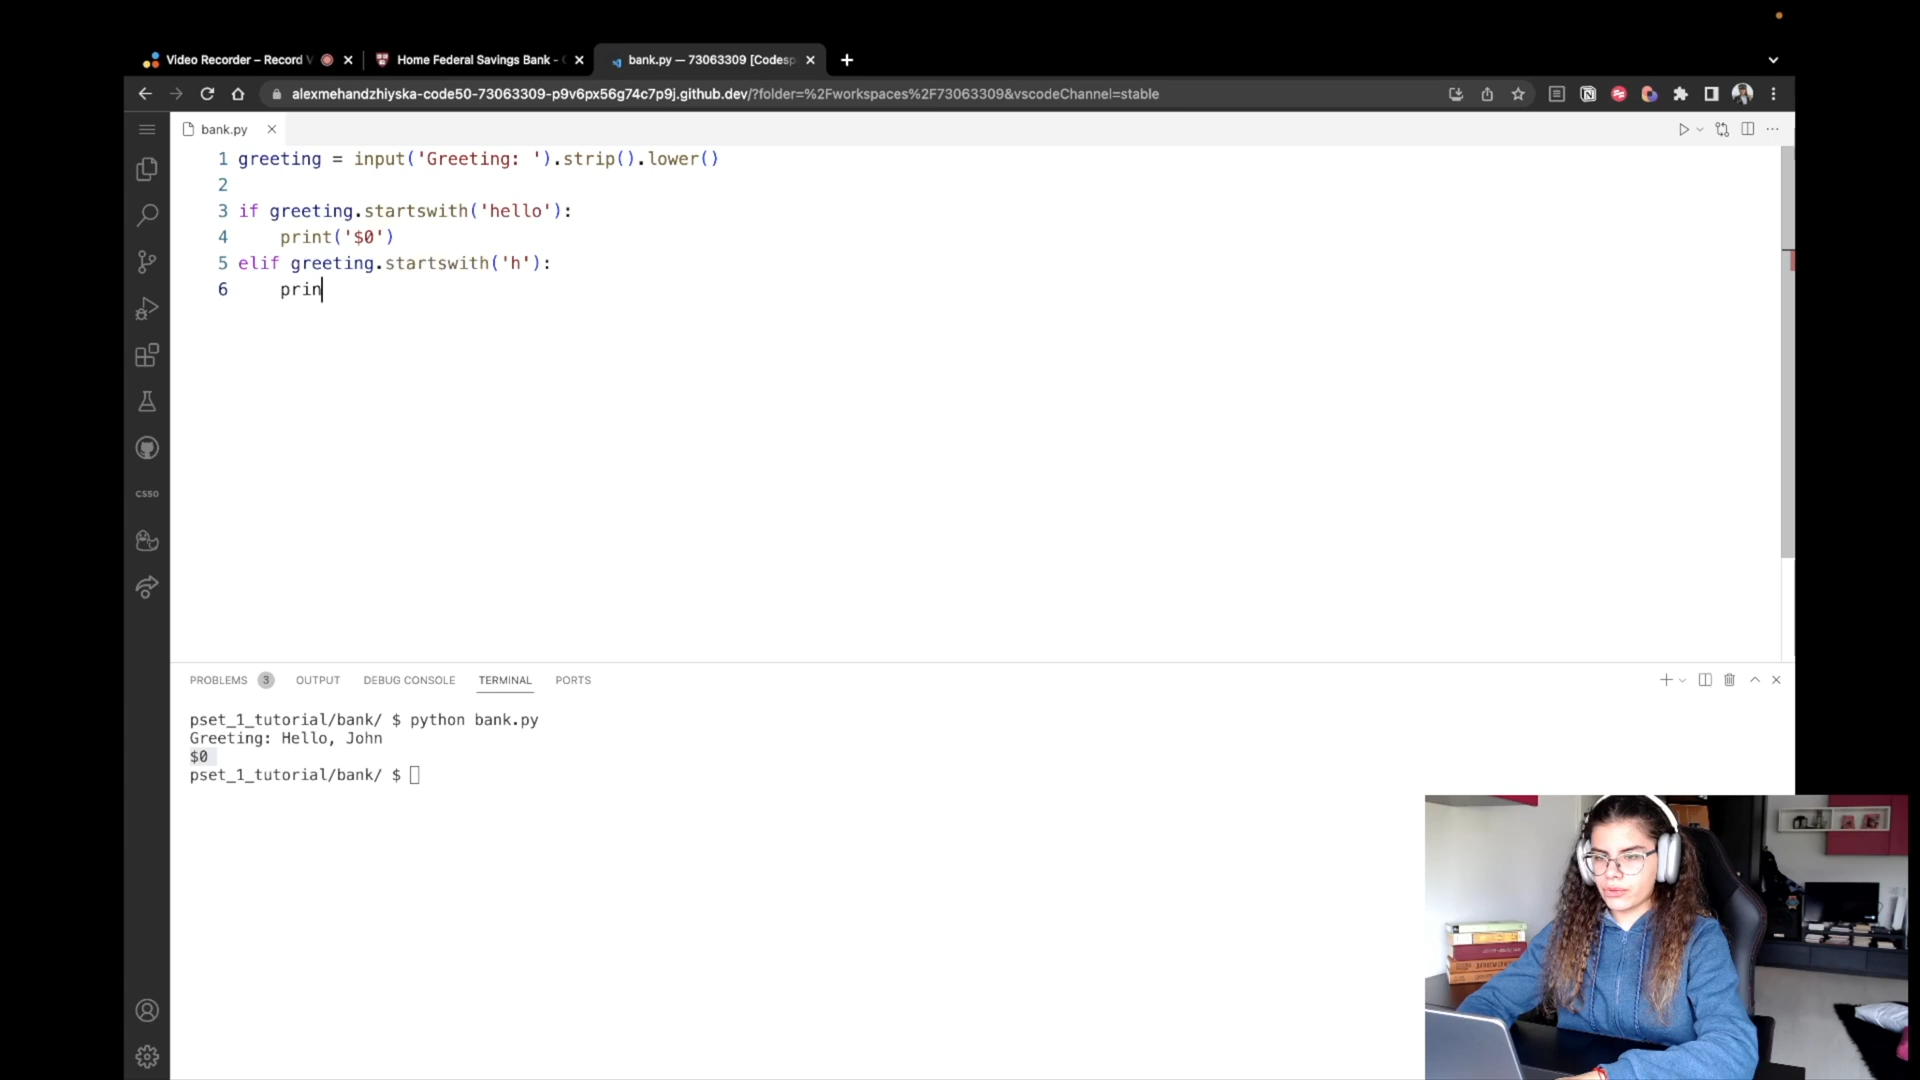 Video Recorder – Record V
Home Federal Savings Bank - C
bank.py — 73063309 [Codesp
alexmehandzhiyska-code50-73063309-p9v6px56g74c7p9j.github.dev/?folder=%2Fworkspaces%2F73063309&vscodeChannel=stable
bank.py
1 greeting = input('Greeting: ').strip().lower()
2
3 if greeting.startswith('hello'):
4 print('$0')
5 elif greeting.startswith('h'):
6 prin
CS50
PROBLEMS 3 OUTPUT DEBUG CONSOLE TERMINAL PORTS
pset_1_tutorial/bank/ $ python bank.py
Greeting: Hello, John
$0
pset_1_tutorial/bank/ $